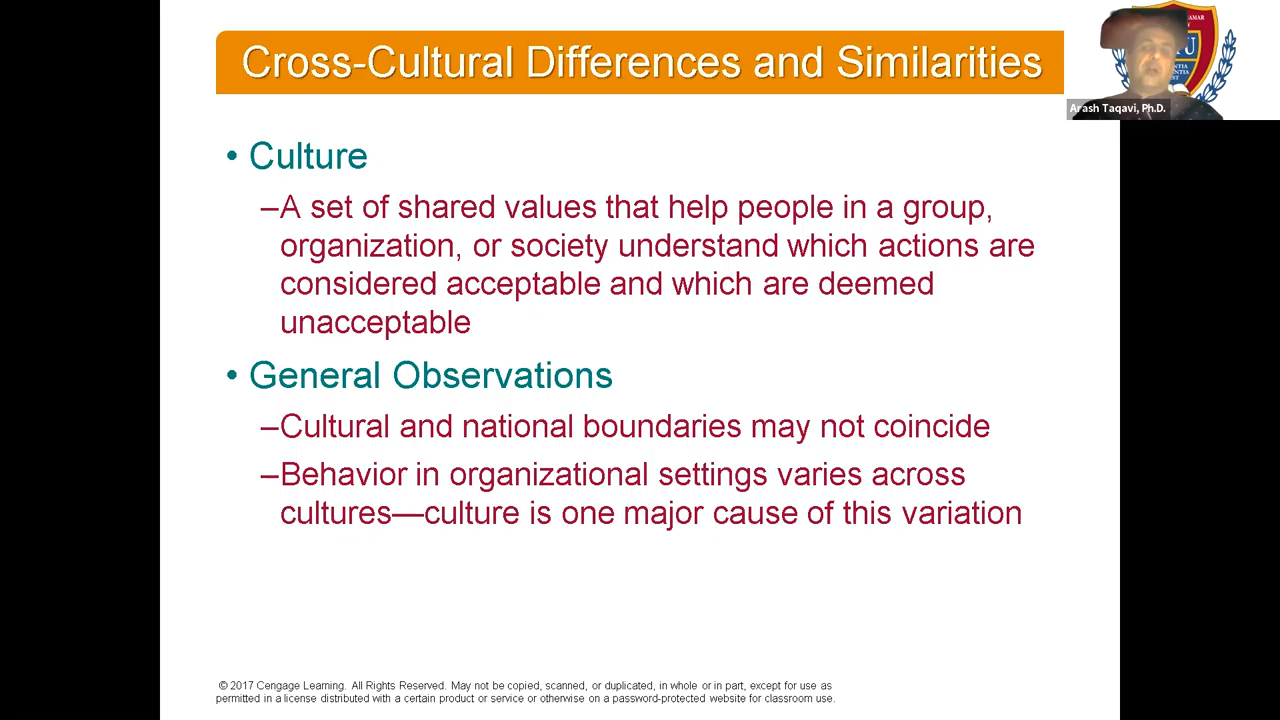 Cross-Cultural Differences and Similarities
Arash Taqavi, Ph.D.
• Culture
–A set of shared values that help people in a group,
organization, or society understand which actions are
considered acceptable and which are deemed
unacceptable
• General Observations
–Cultural and national boundaries may not coincide
–Behavior in organizational settings varies across
cultures—culture is one major cause of this variation
© 2017 Cengage Learning. All Rights Reserved. May not be copied, scanned, or duplicated, in whole or in part, except for use as
permitted in a license distributed with a certain product or service or otherwise on a password-protected website for classroom use.